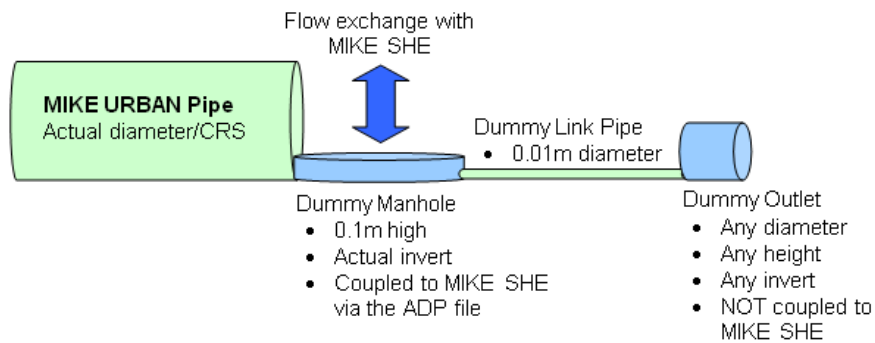 Flow exchange with
MIKE SHE
MIKE URBAN Pipe
Actual diameter/CRS
Dummy Link Pipe
• 0.01m diameter
Dummy Manhole
• 0.1m high
• Actual invert
• Coupled to MIKE SHE
via the ADP file
Dummy Outlet
• Any diameter
• Any height
• Any invert
• NOT coupled to
MIKE SHE